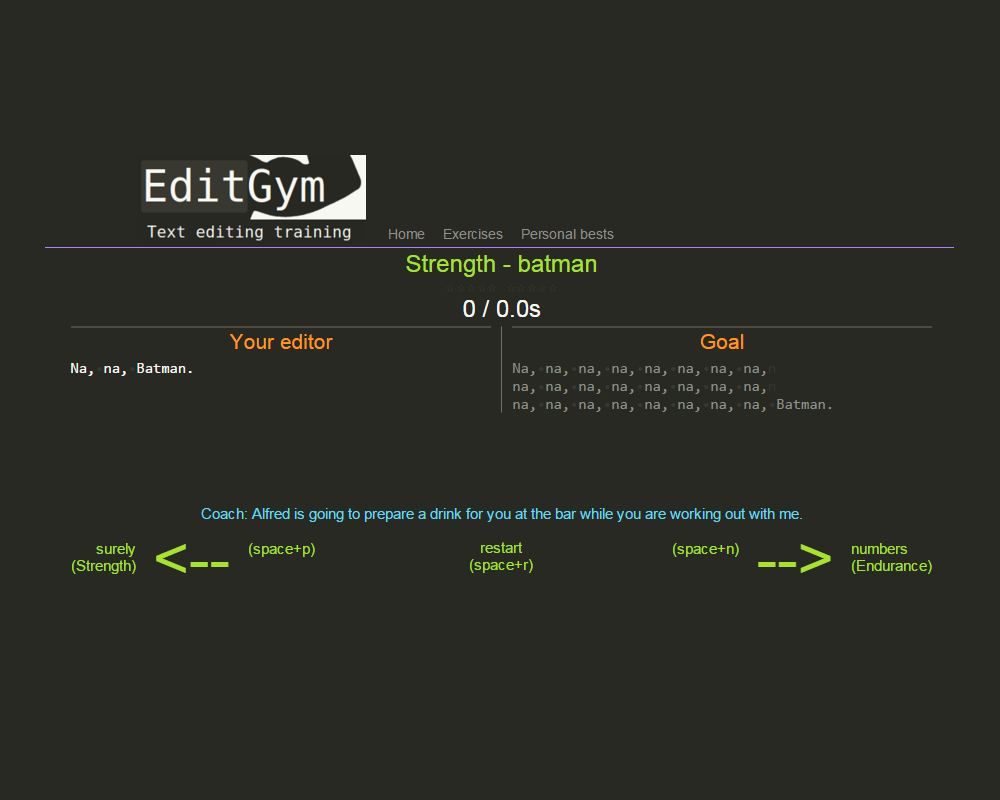 EditGym
Text editing training
Home Exercises Personal bests
Strength - batman
0 / 0.0s
Your editor
Na, na, Batman.
Goal
Na, na, na, na, na, na, na, na,
na, na, na, na, na, na, na, na,
na, na, na, na, na, na, na, na, Batman.
Coach: Alfred is going to prepare a drink for you at the bar while you are working out with me.
surely
(Strength)
<--
(space+p)
restart
(space+r)
(space+n)
-->
numbers
(Endurance)